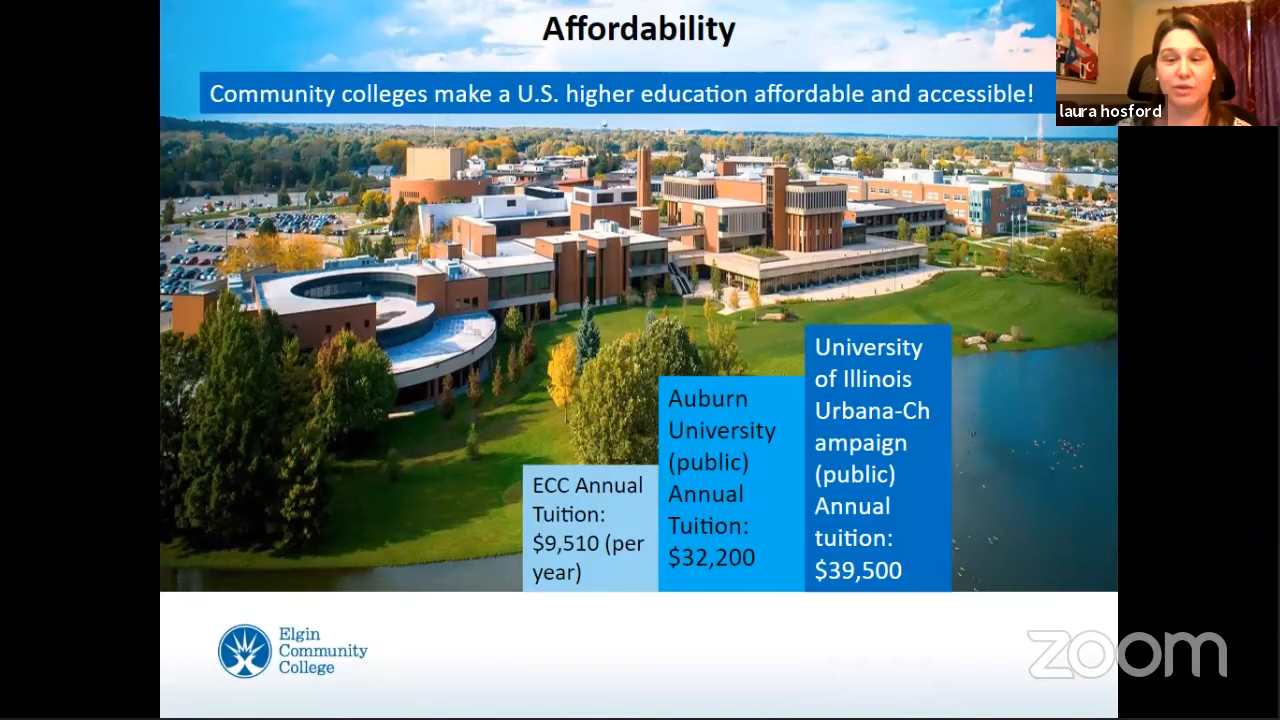 Affordability
Community colleges make a U.S. higher education affordable and accessible!
laura hosford
ECC Annual
Tuition:
$9,510 (per
year)
Auburn
University
(public)
Annual
Tuition:
$32,200
University
of Illinois
Urbana-Ch
ampaign
(public)
Annual
tuition:
$39,500
Elgin
Community
College
zoom